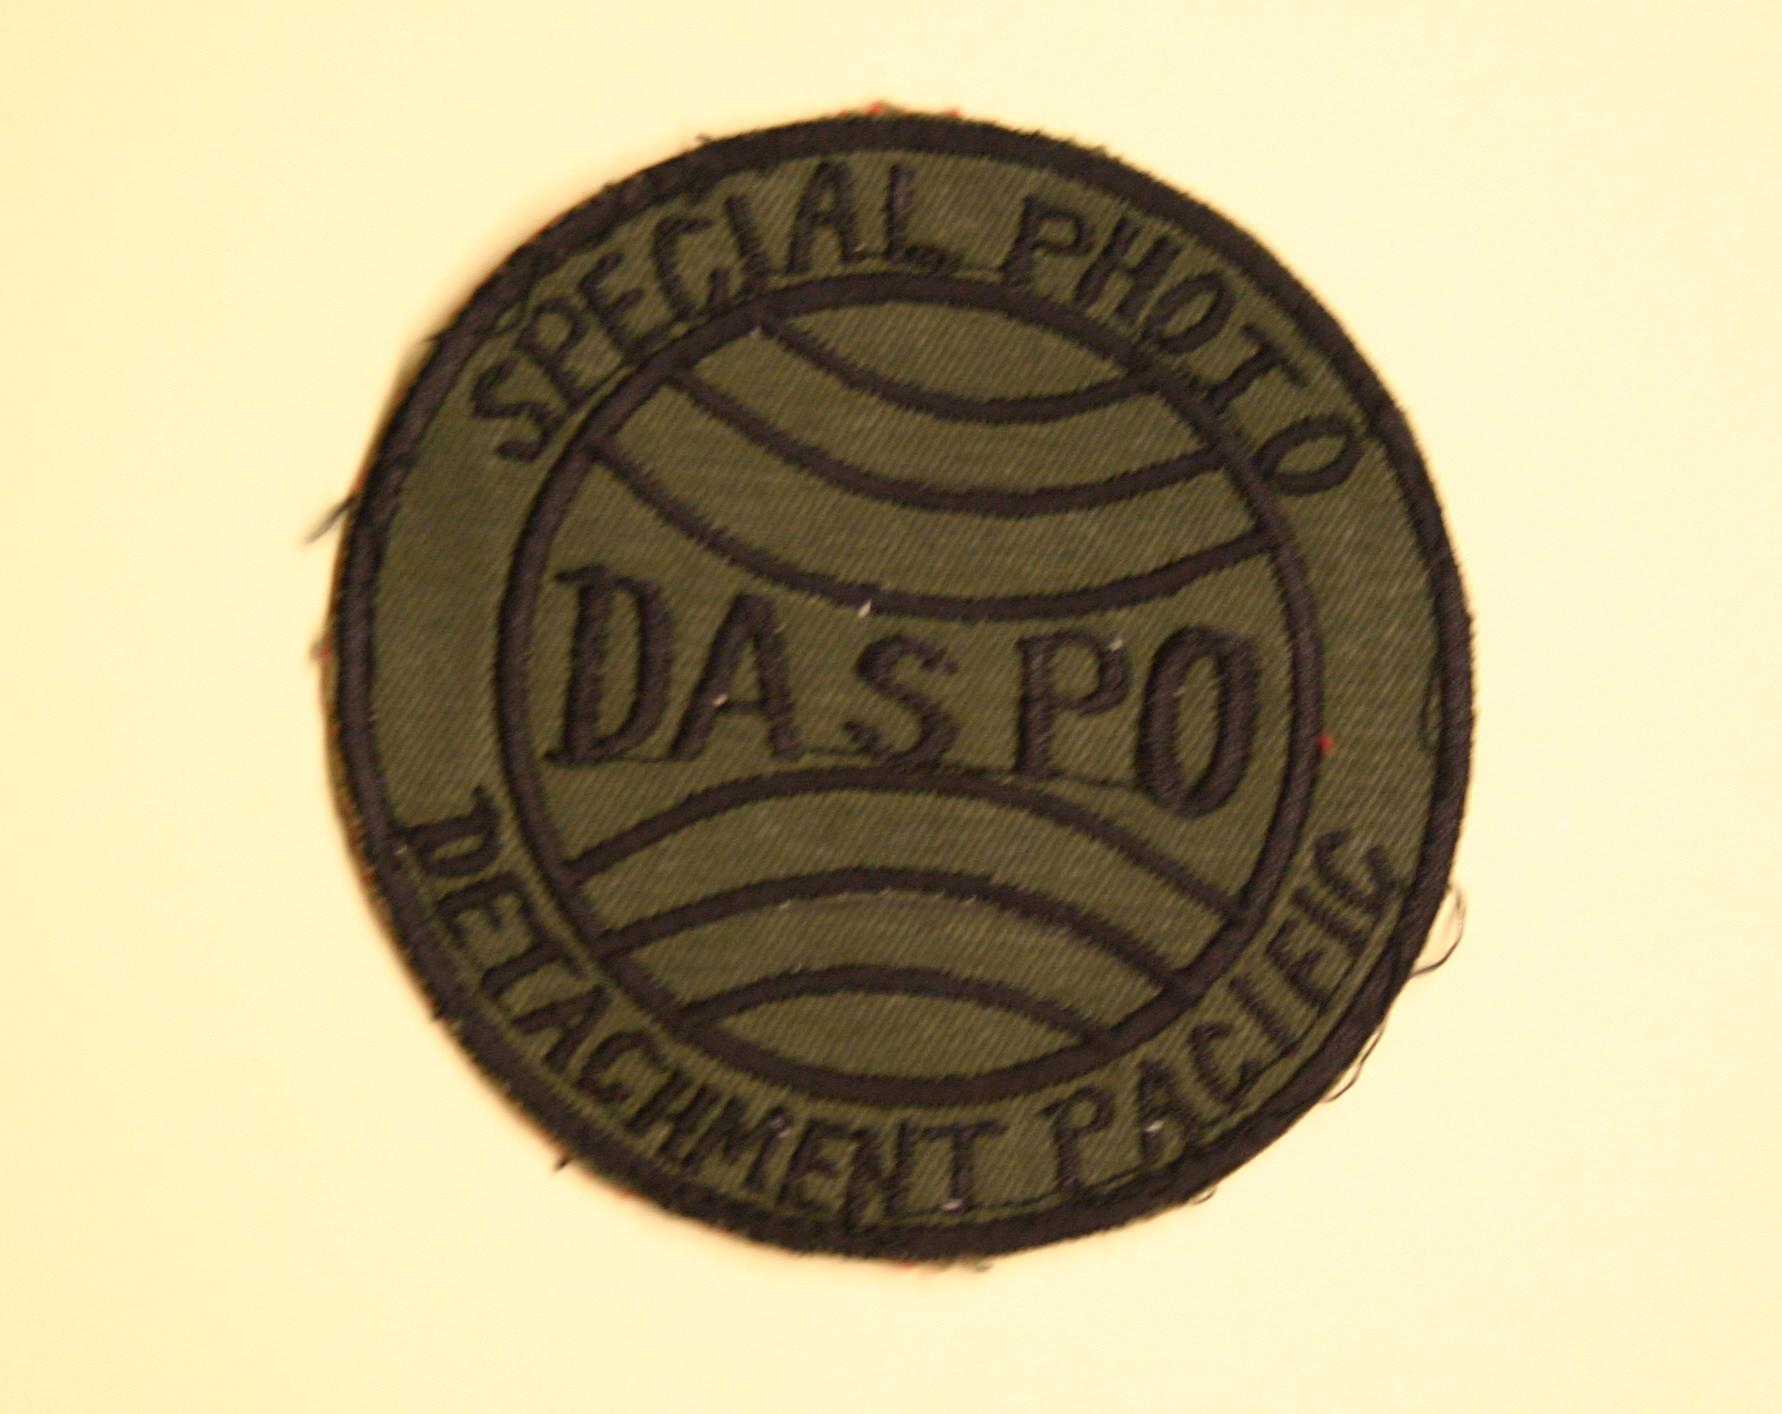 SPECIAL PHOTO
DASPO
DETACHMENT PACIFIC